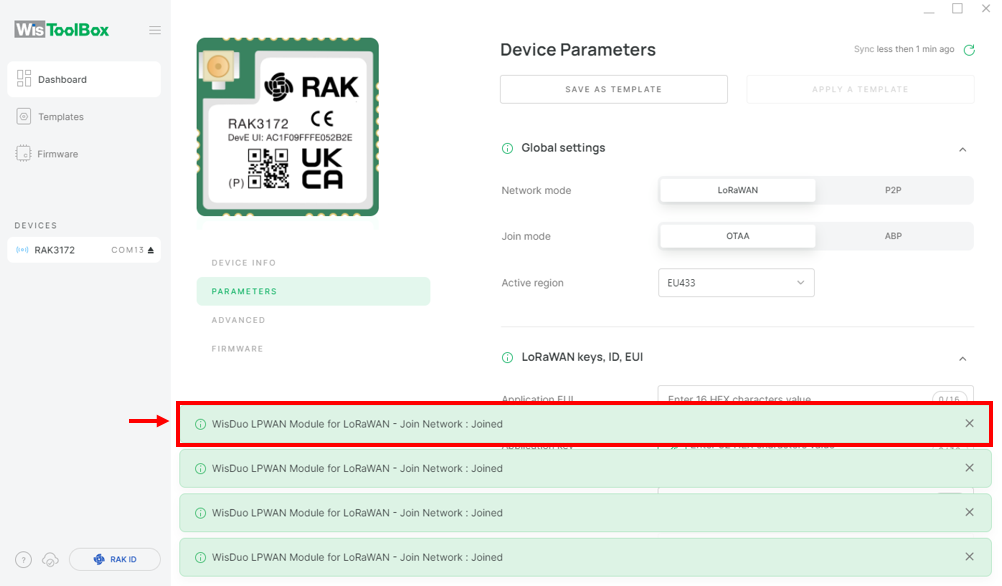 WisToolBox
Dashboard
Templates
Firmware
DEVICES
RAK3172 COM13
RAK ID
RAK
RAK3172
CE
DevE UI: AC1F09FFFE052B2E
(P)
UK
CA
DEVICE INFO
PARAMETERS
ADVANCED
FIRMWARE
Device Parameters
Sync less then 1 min ago
SAVE AS TEMPLATE
APPLY A TEMPLATE
Global settings
Network mode
LoRaWAN
P2P
Join mode
OTAA
ABP
Active region
EU433
LoRaWAN keys, ID, EUI
Application EUI
Enter 16 HEX characters value
0/16
WisDuo LPWAN Module for LoRaWAN - Join Network : Joined
Application key
WisDuo LPWAN Module for LoRaWAN - Join Network : Joined
WisDuo LPWAN Module for LoRaWAN - Join Network : Joined
WisDuo LPWAN Module for LoRaWAN - Join Network : Joined